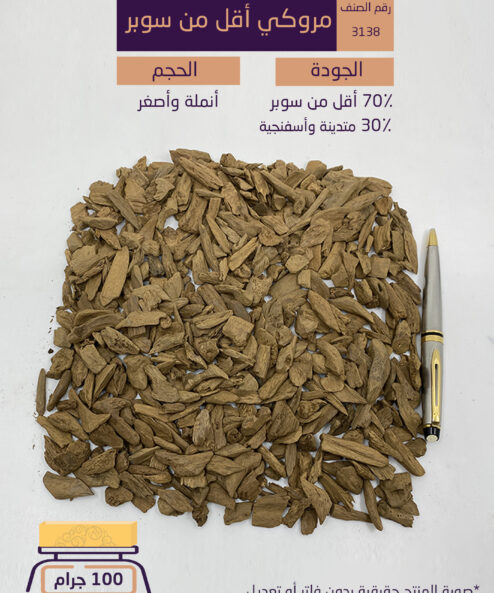 رقم الصنف
3138
مروكي أقل من سوبر
الجودة
70٪ أقل من سوبر
30٪ متدينة وأسفنجية
الحجم
أنملة وأصغر
100 جرام
*صورة المنتج حقيقية بدون فلتر أو تعديل